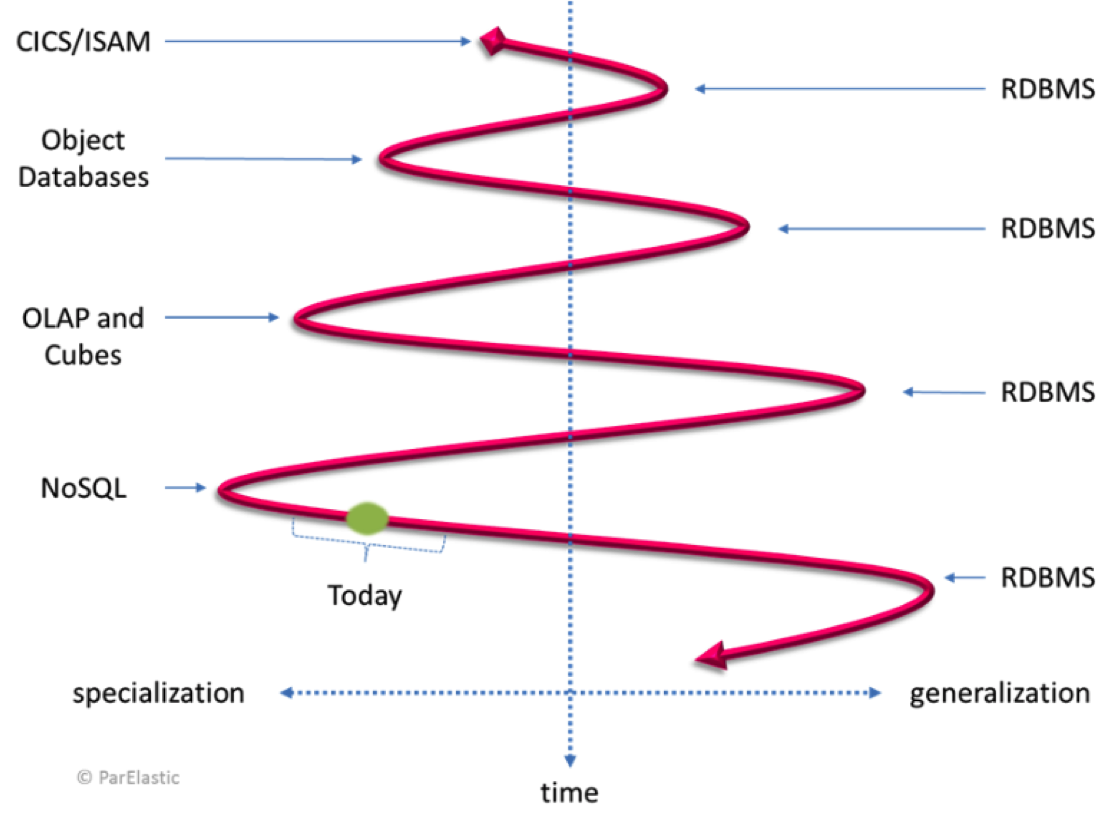 CICS/ISAM
RDBMS
Object
Databases
RDBMS
OLAP and
Cubes
RDBMS
NoSQL
RDBMS
Today
specialization
generalization
© ParElastic
time